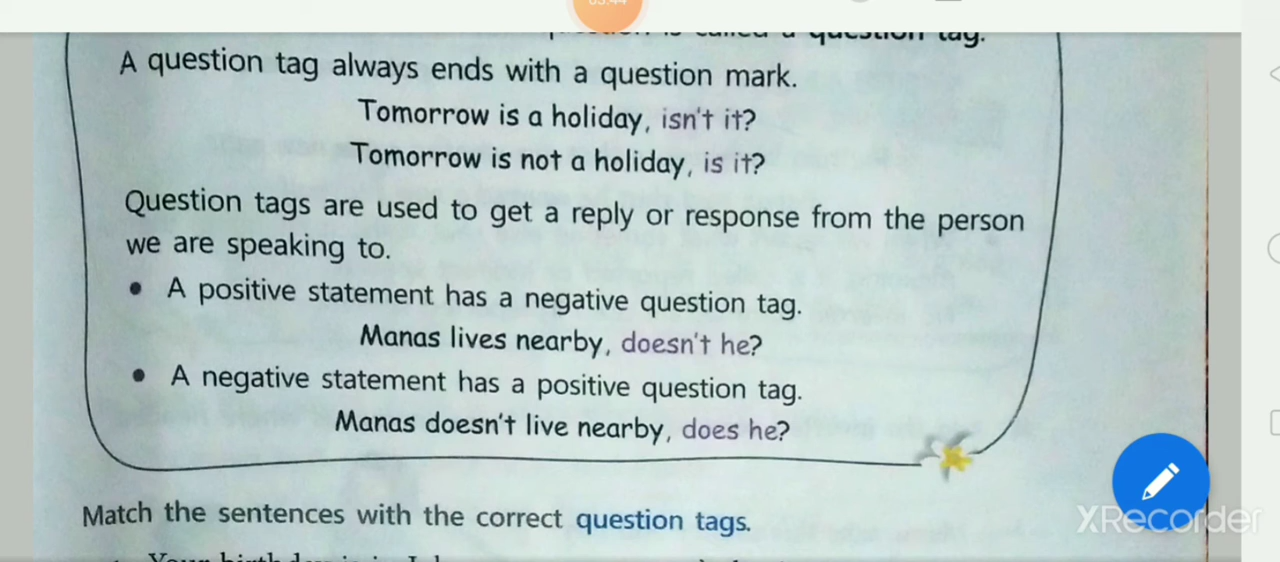 question tag.
A question tag always ends with a question mark.
Tomorrow is a holiday, isn't it?
Tomorrow is not a holiday, is it?
Question tags are used to get a reply or response from the person
we are speaking to.
• A positive statement has a negative question tag.
Manas lives nearby, doesn't he?
• A negative statement has a positive question tag.
Manas doesn't live nearby, does he?
Match the sentences with the correct question tags.
XRecorder